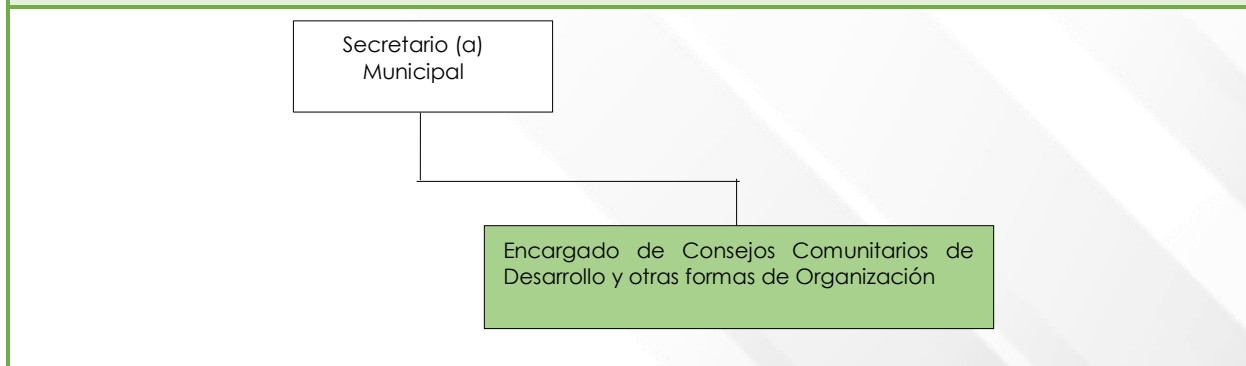 Secretario (a)
Municipal
Encargado de Consejos Comunitarios de
Desarrollo y otras formas de Organización